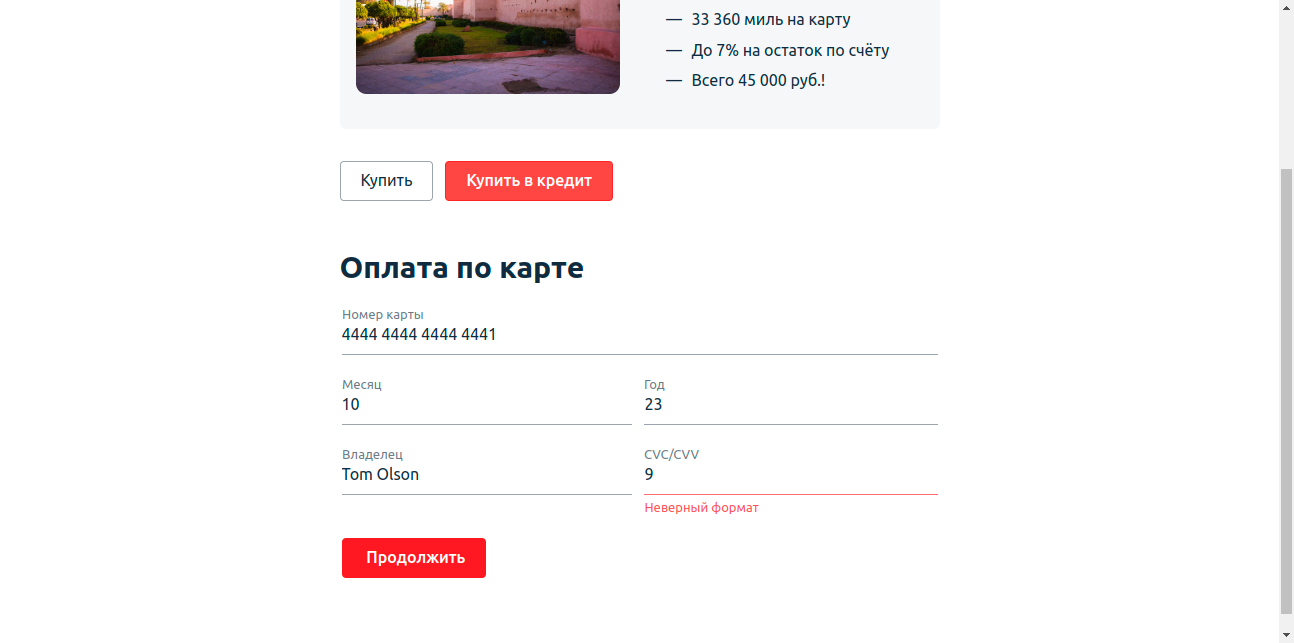 — 33 360 миль на карту
— До 7% на остаток по счёту
— Всего 45 000 руб.!
Купить
Купить в кредит
Оплата по карте
Номер карты
4444 4444 4444 4441
Месяц
Год
10
23
Владелец
CVC/CVV
Tom Olson
9
Неверный формат
Продолжить